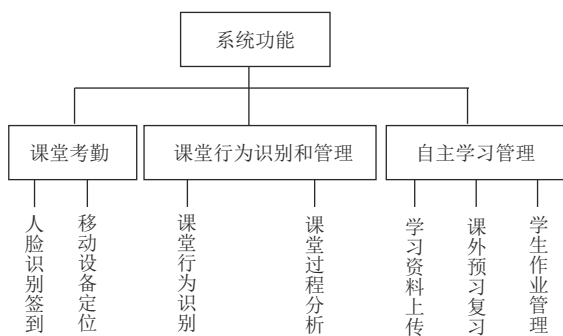 系统功能
课堂考勤
课堂行为识别和管理
自主学习管理
人脸识别签到
移动设备定位
课堂行为识别
课堂过程分析
学习资料上传
课外预习复习
学生作业管理